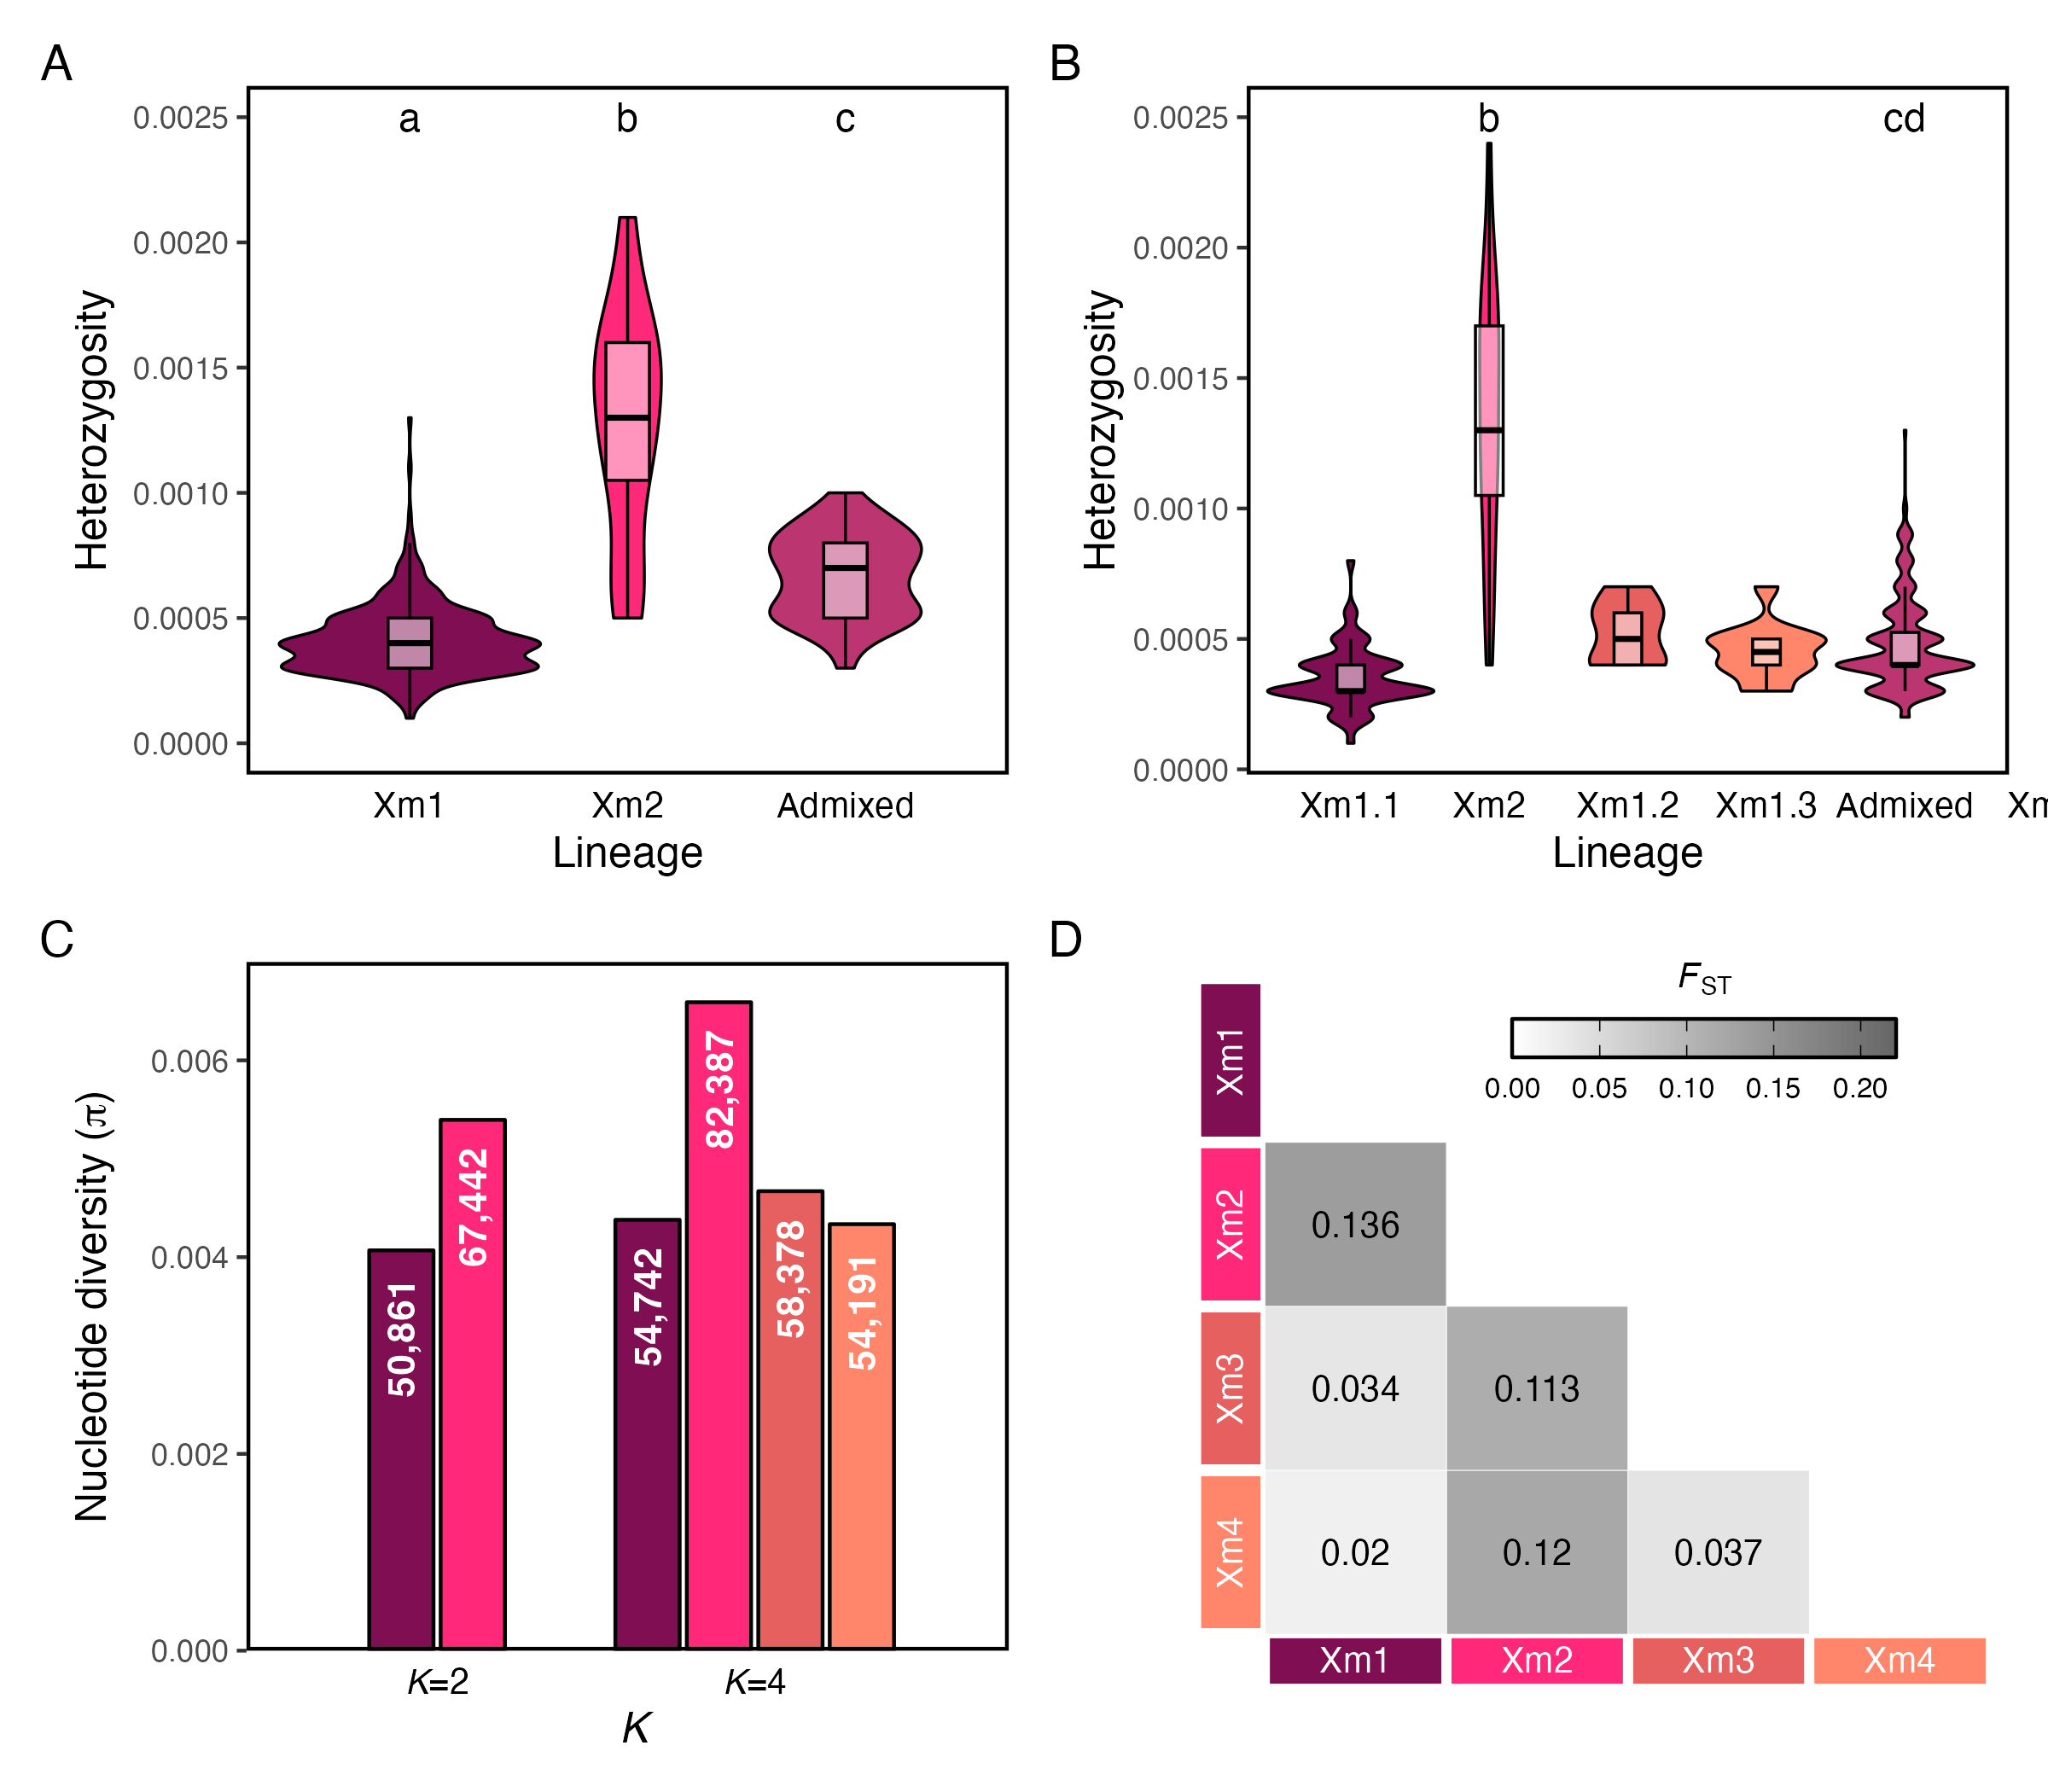 A
a b c
0.0025
0.0020
0.0015
0.0010
0.0005
0.0000
Heterozygosity
Xm1 Xm2 Admixed
Lineage
B
b cd
0.0025
0.0020
0.0015
0.0010
0.0005
0.0000
Heterozygosity
Xm1.1 Xm2 Xm1.2 Xm1.3 Admixed
Lineage
C
0.006
0.004
0.002
0.000
Nucleotide diversity (π)
50,861
67,442
54,742
82,387
58,378
54,191
K=2 K=4
K
D
FST
0.00 0.05 0.10 0.15 0.20
Xm1
Xm2
0.136
Xm3
0.034 0.113
Xm4
0.02 0.12 0.037
Xm1 Xm2 Xm3 Xm4